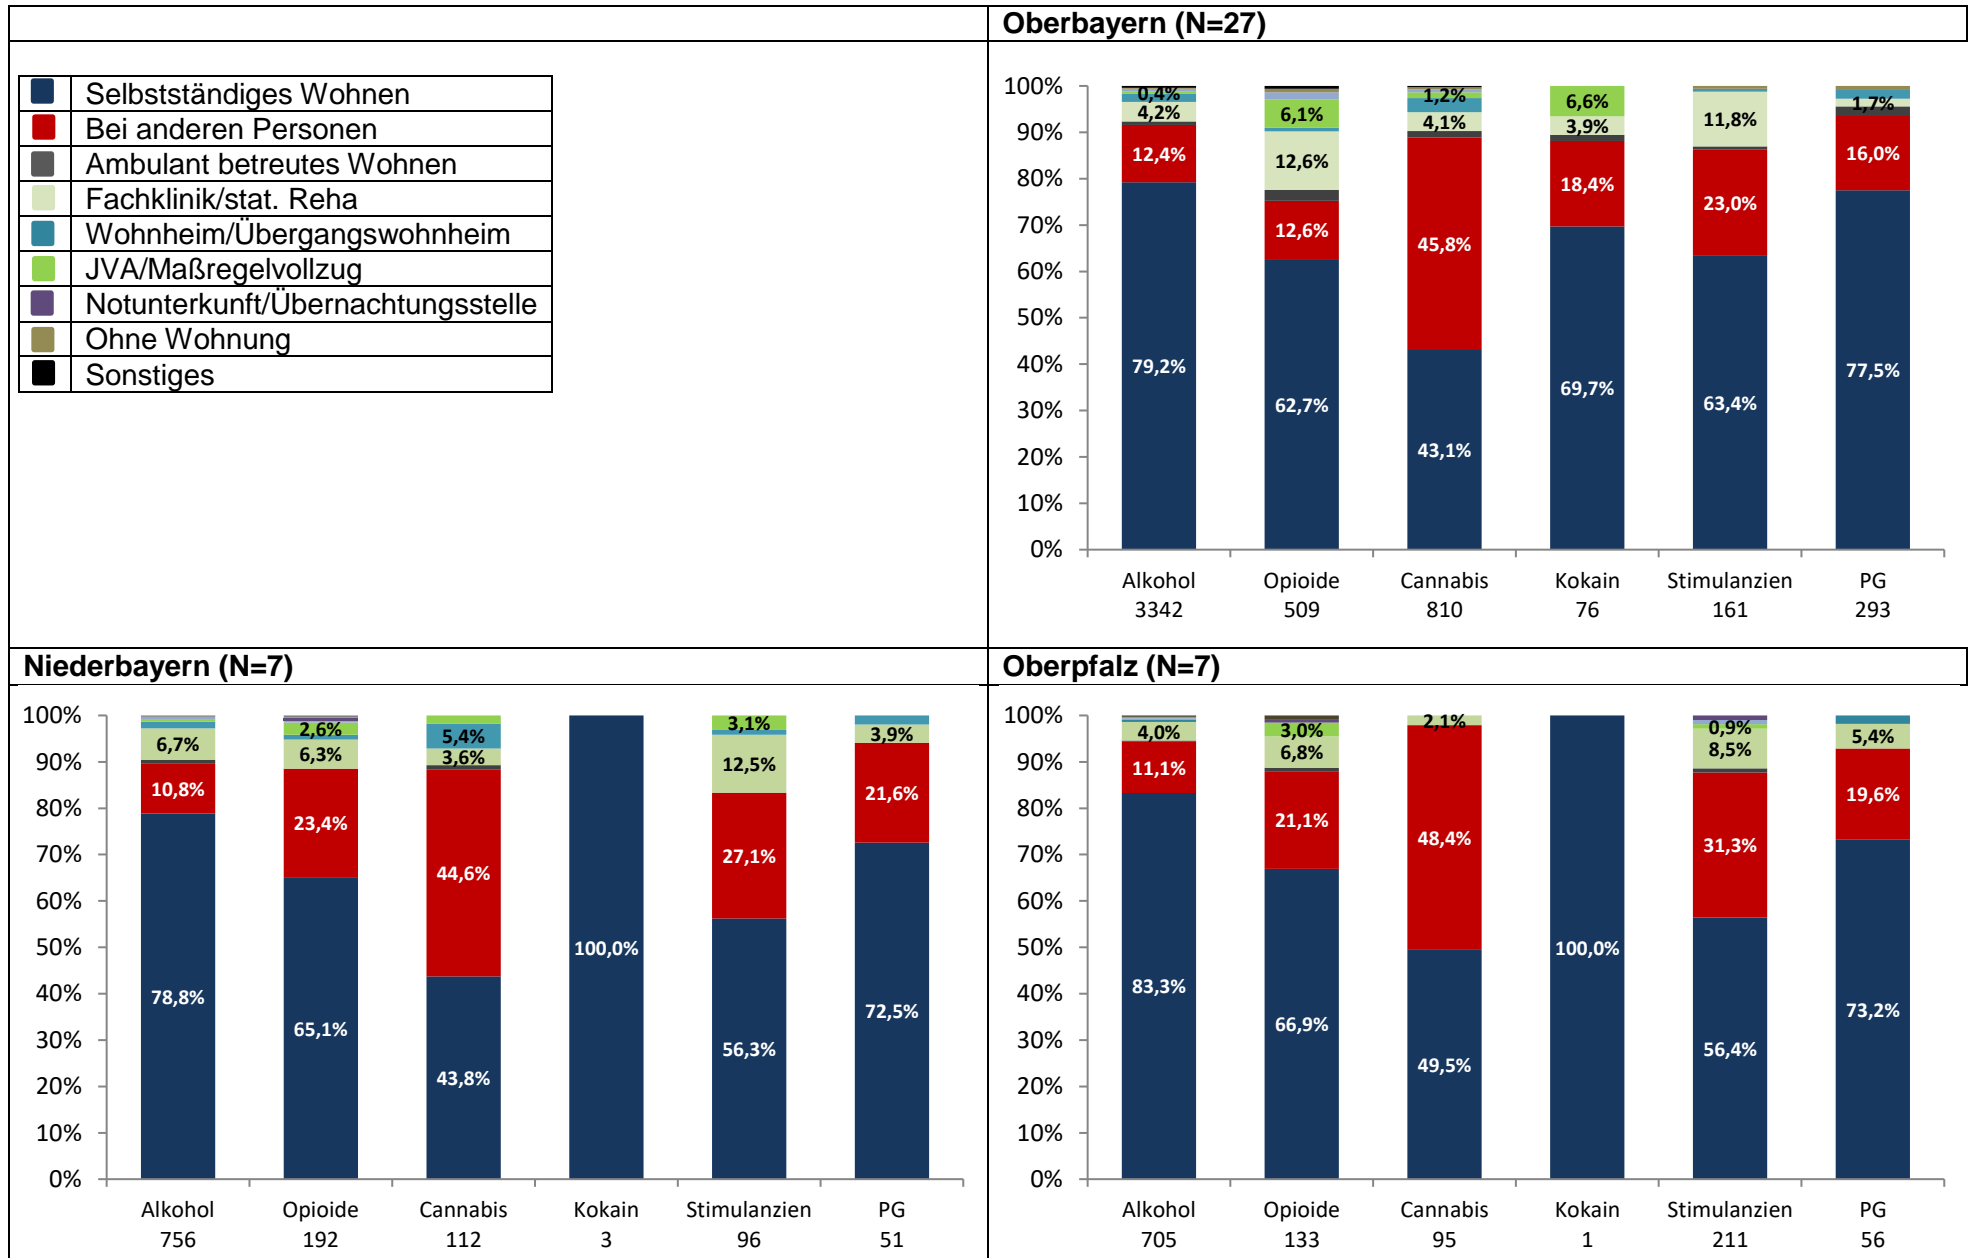 Oberbayern (N=27)
Selbstständiges Wohnen
Bei anderen Personen
Ambulant betreutes Wohnen
Fachklinik/stat. Reha
Wohnheim/Übergangswohnheim
JVA/Maßregelvollzug
Notunterkunft/Übernachtungsstelle
Ohne Wohnung
Sonstiges
100%
90%
80%
70%
60%
50%
40%
30%
20%
10%
0%
0,4% 1,2% 6,6% 1,7%
4,2% 6,1% 4,1% 3,9% 11,8%
12,4% 12,6% 18,4% 16,0%
12,6% 45,8% 23,0%
79,2% 62,7% 43,1% 69,7% 63,4% 77,5%
Alkohol Opioide Cannabis Kokain Stimulanzien PG
3342 509 810 76 161 293
Niederbayern (N=7)
100%
90%
80%
70%
60%
50%
40%
30%
20%
10%
0%
2,6% 5,4% 3,1%
6,7% 6,3% 3,6% 12,5% 3,9%
10,8% 23,4% 44,6% 27,1% 21,6%
78,8% 65,1% 43,8% 100,0% 56,3% 72,5%
Alkohol Opioide Cannabis Kokain Stimulanzien PG
756 192 112 3 96 51
Oberpfalz (N=7)
100%
90%
80%
70%
60%
50%
40%
30%
20%
10%
0%
4,0% 3,0% 2,1% 0,9% 5,4%
6,8% 8,5%
11,1% 21,1% 48,4% 31,3% 19,6%
83,3% 66,9% 49,5% 100,0% 56,4% 73,2%
Alkohol Opioide Cannabis Kokain Stimulanzien PG
705 133 95 1 211 56